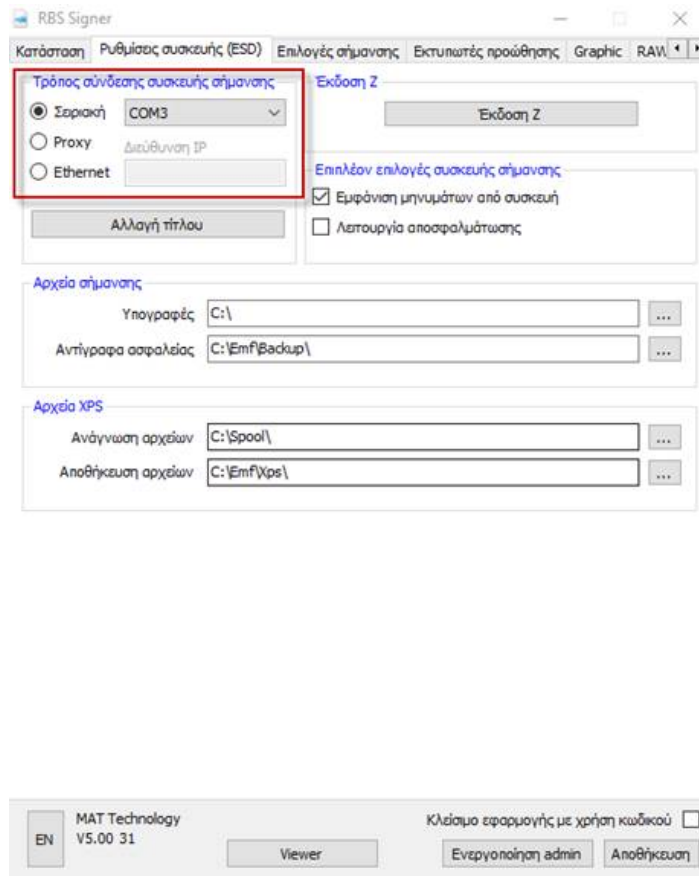 RBS Signer
Κατάσταση Ρυθμίσεις συσκευής (ESD) Επιλογές σήμανσης Εκτυπωτές προώθησης Graphic RAW
Τρόπος σύνδεσης συσκευής σήμανσης
Σειριακή COM3
Proxy Διεύθυνση IP
Ethernet
Αλλαγή τίτλου
Έκδοση Ζ
Έκδοση Ζ
Επιπλέον επιλογές συσκευής σήμανσης
Εμφάνιση μηνυμάτων από συσκευή
Λειτουργία αποσφαλμάτωσης
Αρχεία σήμανσης
Υπογραφές C:\ ...
Αντίγραφα ασφαλείας C:\Emf\Backup\ ...
Αρχεία XPS
Ανάγνωση αρχείων C:\Spool\ ...
Αποθήκευση αρχείων C:\Emf\Xps\ ...
EN
MAT Technology
V5.00 31
Viewer
Κλείσιμο εφαρμογής με χρήση κωδικού
Ενεργοποίηση admin Αποθήκευση